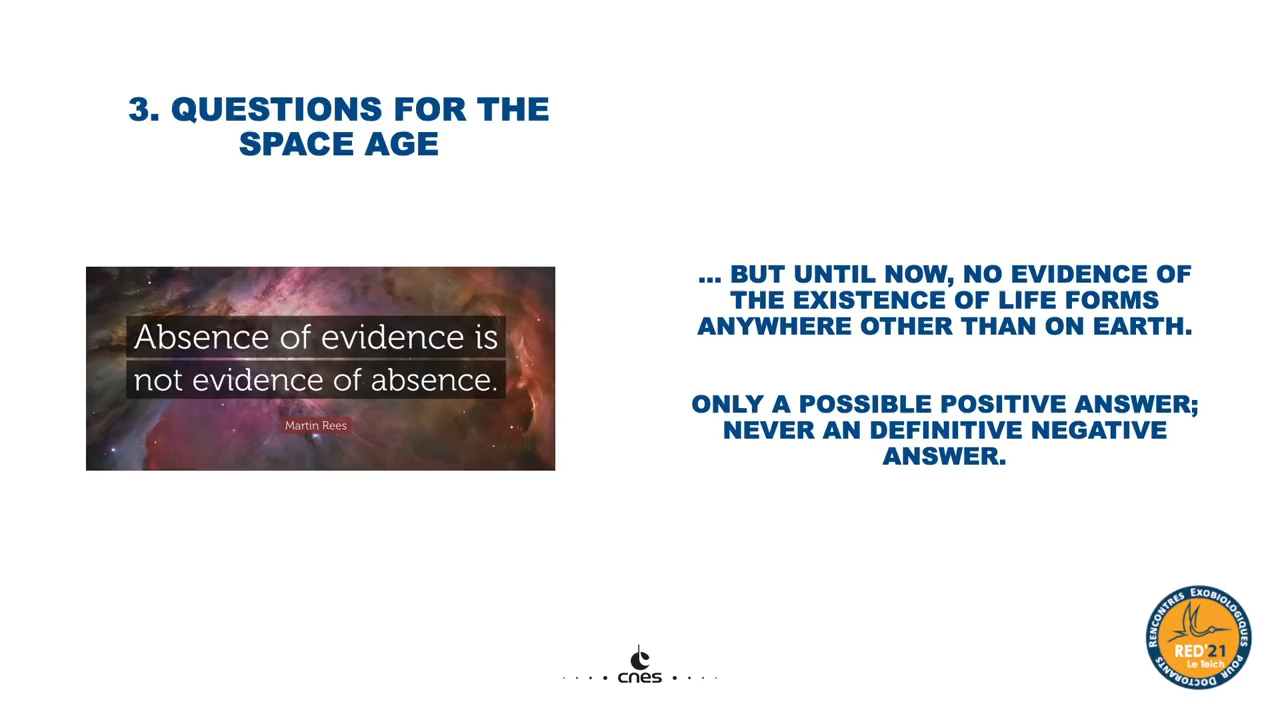 3. QUESTIONS FOR THE
SPACE AGE
Absence of evidence is
not evidence of absence.
Martin Rees
... BUT UNTIL NOW, NO EVIDENCE OF
THE EXISTENCE OF LIFE FORMS
ANYWHERE OTHER THAN ON EARTH.
ONLY A POSSIBLE POSITIVE ANSWER;
NEVER AN DEFINITIVE NEGATIVE
ANSWER.
cnes
RENCONTRES EXOBIOLOGIQUES
POUR DOCTORANTS
RED'21
Le Teich